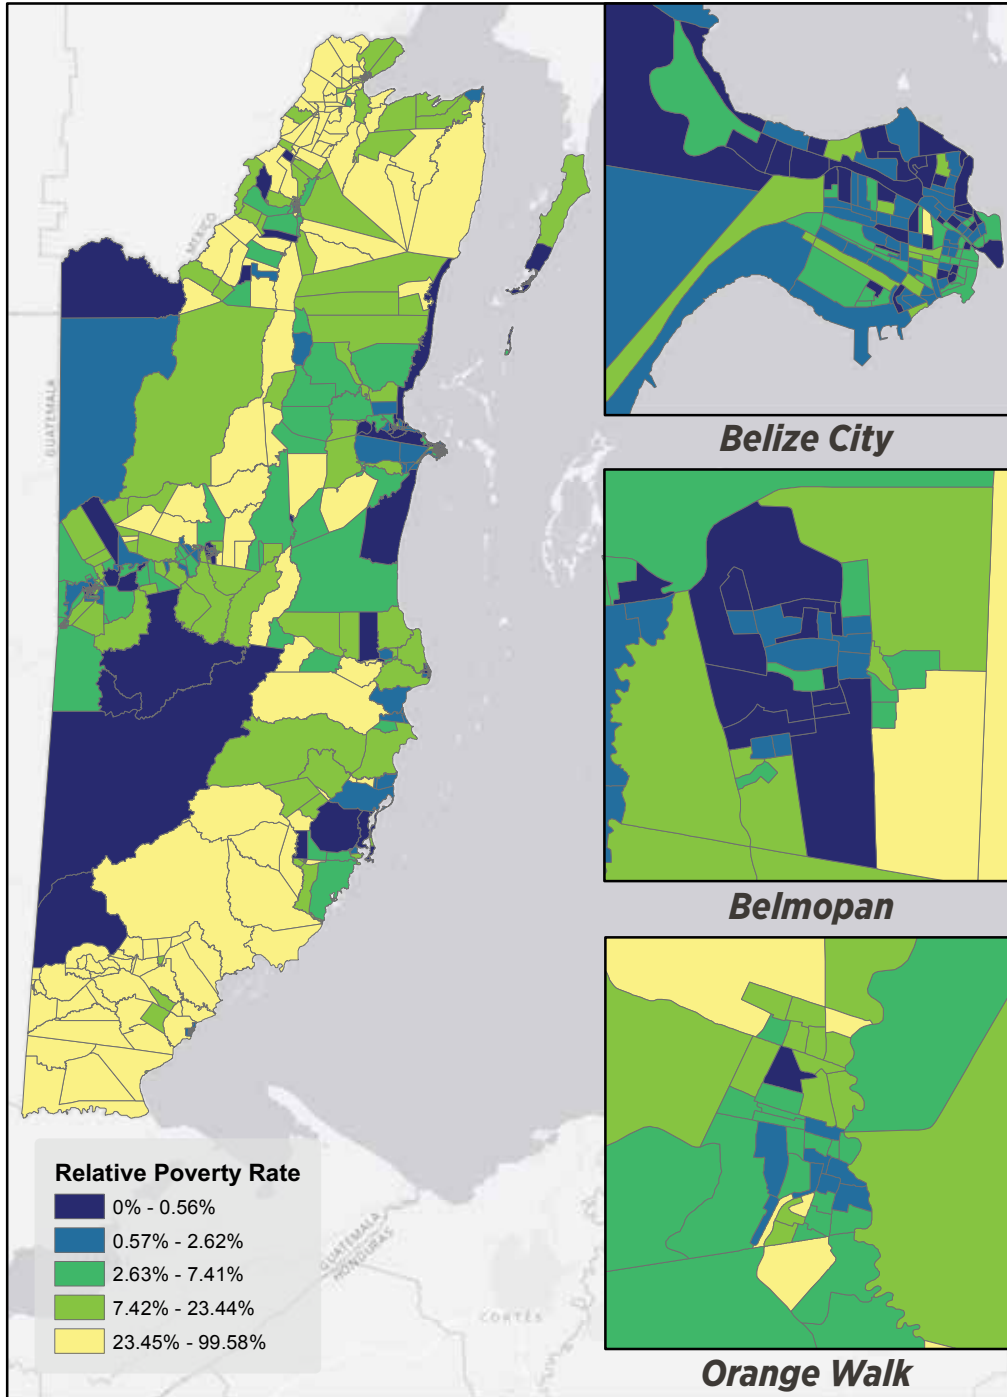 MEXICO
GUATEMALA
Belize City
Belmopan
Orange Walk
Relative Poverty Rate
0% - 0.56%
0.57% - 2.62%
2.63% - 7.41%
7.42% - 23.44%
23.45% - 99.58%
GUATEMALA
HONDURAS
CORTÉS